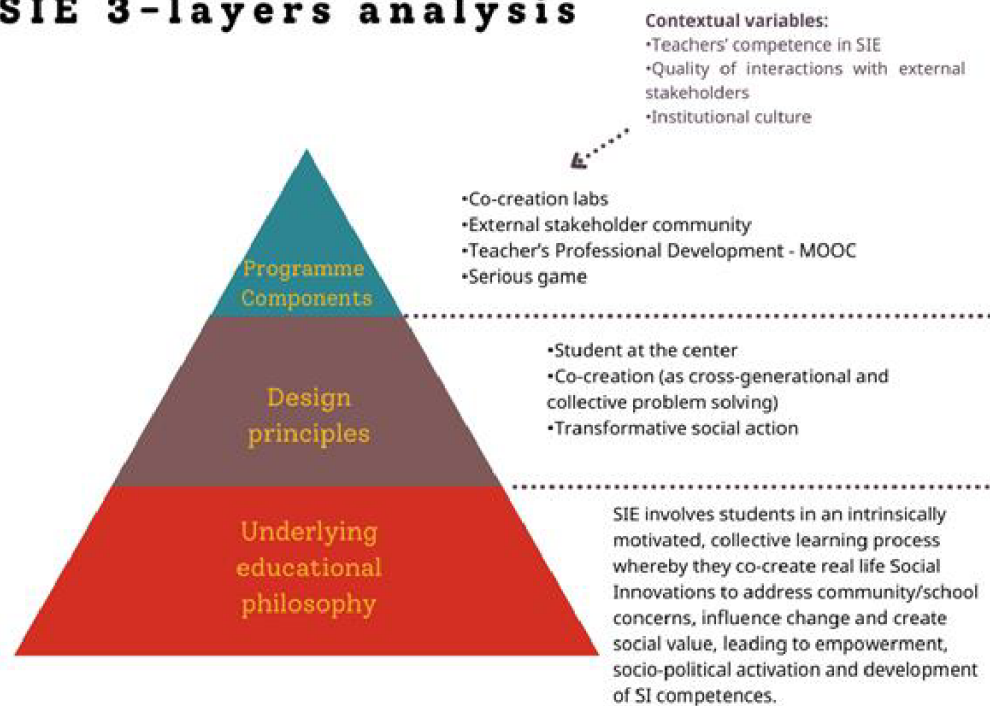 SIE 3-layers analysis
Contextual variables:
•Teachers’ competence in SIE
•Quality of interactions with external
stakeholders
•Institutional culture
•Co-creation labs
•External stakeholder community
•Teacher’s Professional Development - MOOC
•Serious game
Programme
Components
•Student at the center
•Co-creation (as cross-generational and
collective problem solving)
•Transformative social action
Design
principles
SIE involves students in an intrinsically
motivated, collective learning process
whereby they co-create real life Social
Innovations to address community/school
concerns, influence change and create
social value, leading to empowerment,
socio-political activation and development
of SI competences.
Underlying
educational
philosophy